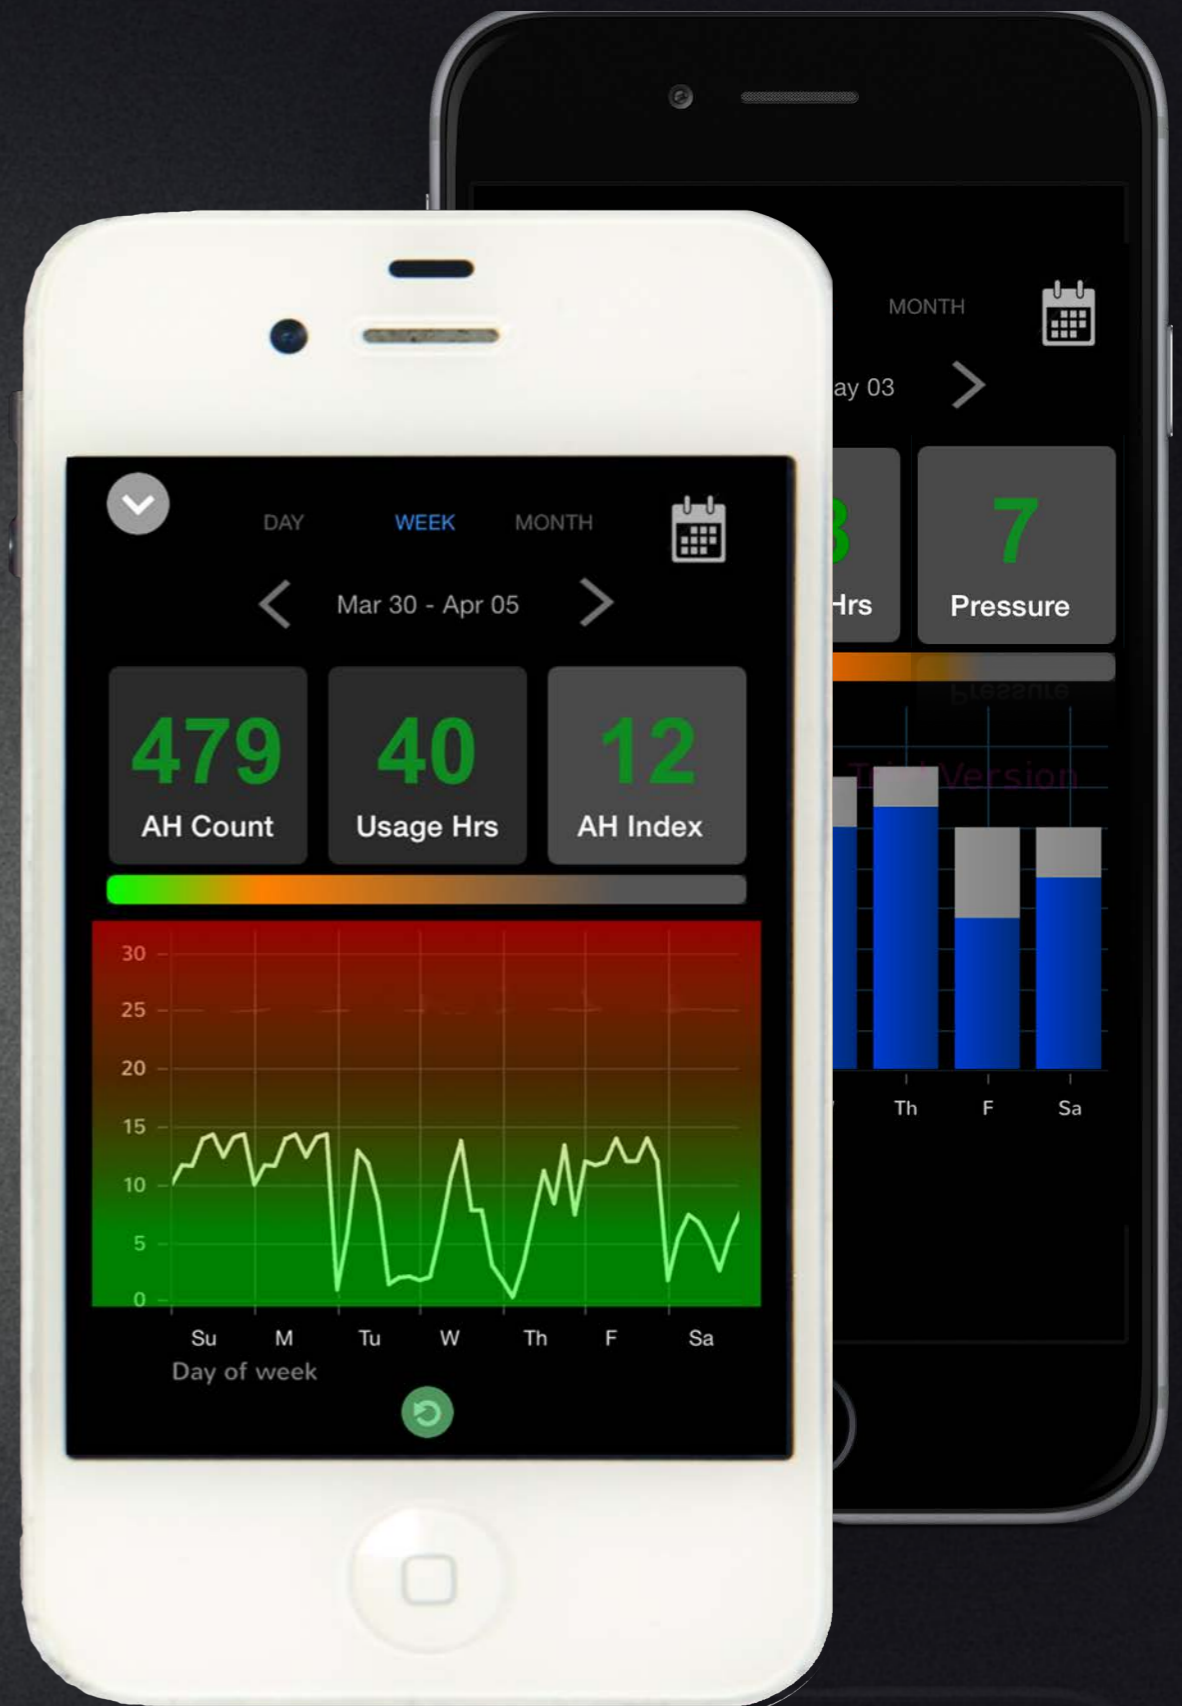 DAY WEEK MONTH
Mar 30 - Apr 05
479 40 12
AH Count Usage Hrs AH Index
30
25
20
15
10
5
0
Su M Tu W Th F Sa
Day of week
MONTH
ay 03
7
Hrs Pressure
Pressure
Version
Th F Sa